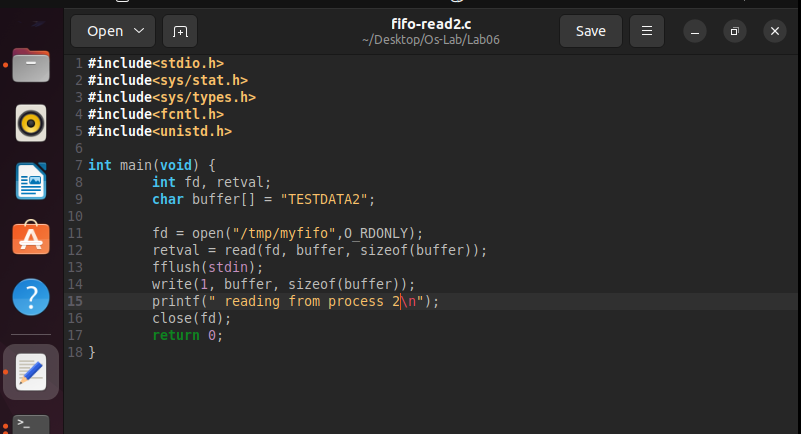 Open
fifo-read2.c
~/Desktop/Os-Lab/Lab06
Save
1 #include<stdio.h>
2 #include<sys/stat.h>
3 #include<sys/types.h>
4 #include<fcntl.h>
5 #include<unistd.h>
6
7 int main(void) {
8         int fd, retval;
9         char buffer[] = "TESTDATA2";
10
11         fd = open("/tmp/myfifo",O_RDONLY);
12         retval = read(fd, buffer, sizeof(buffer));
13         fflush(stdin);
14         write(1, buffer, sizeof(buffer));
15         printf(" reading from process 2\n");
16         close(fd);
17         return 0;
18 }